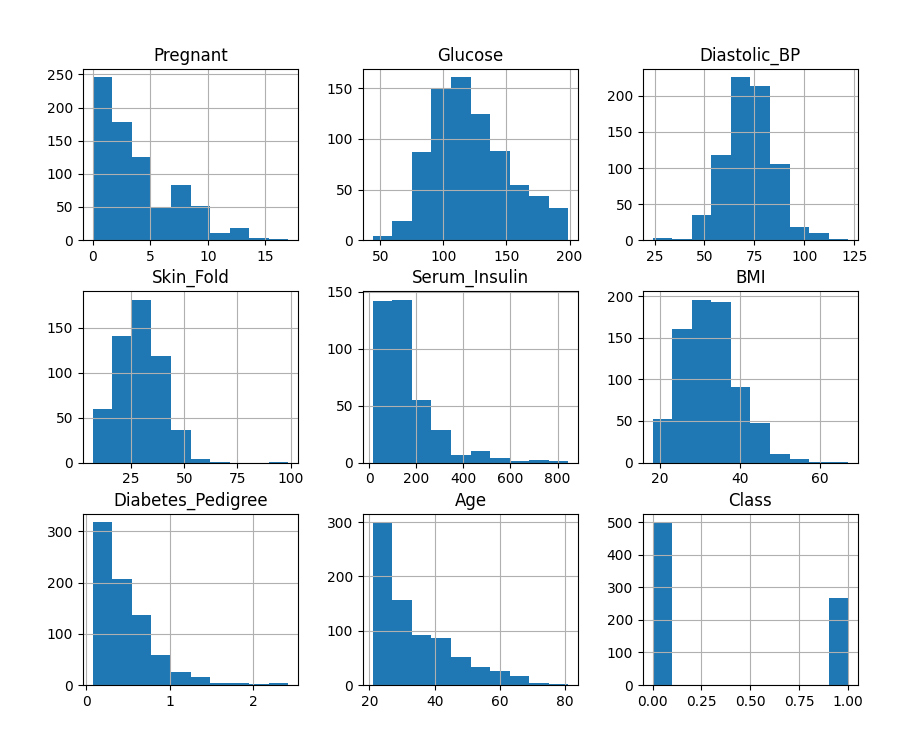 Pregnant
250
200
150
100
50
0
0 5 10 15
Glucose
150
100
50
0
50 100 150 200
Diastolic_BP
200
150
100
50
0
25 50 75 100 125
Skin_Fold
150
100
50
0
25 50 75 100
Serum_Insulin
150
100
50
0
0 200 400 600 800
BMI
200
150
100
50
0
20 40 60
Diabetes_Pedigree
300
200
100
0
0 1 2
Age
300
200
100
0
20 40 60 80
Class
500
400
300
200
100
0
0.00 0.25 0.50 0.75 1.00